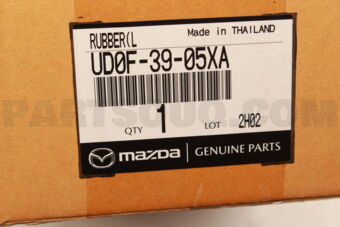 RUBBER(L
Made in THAILAND
UD0F-39-05XA
QTY 1 LOT 2H02
mazda GENUINE PARTS
PARTSOUQ.COM